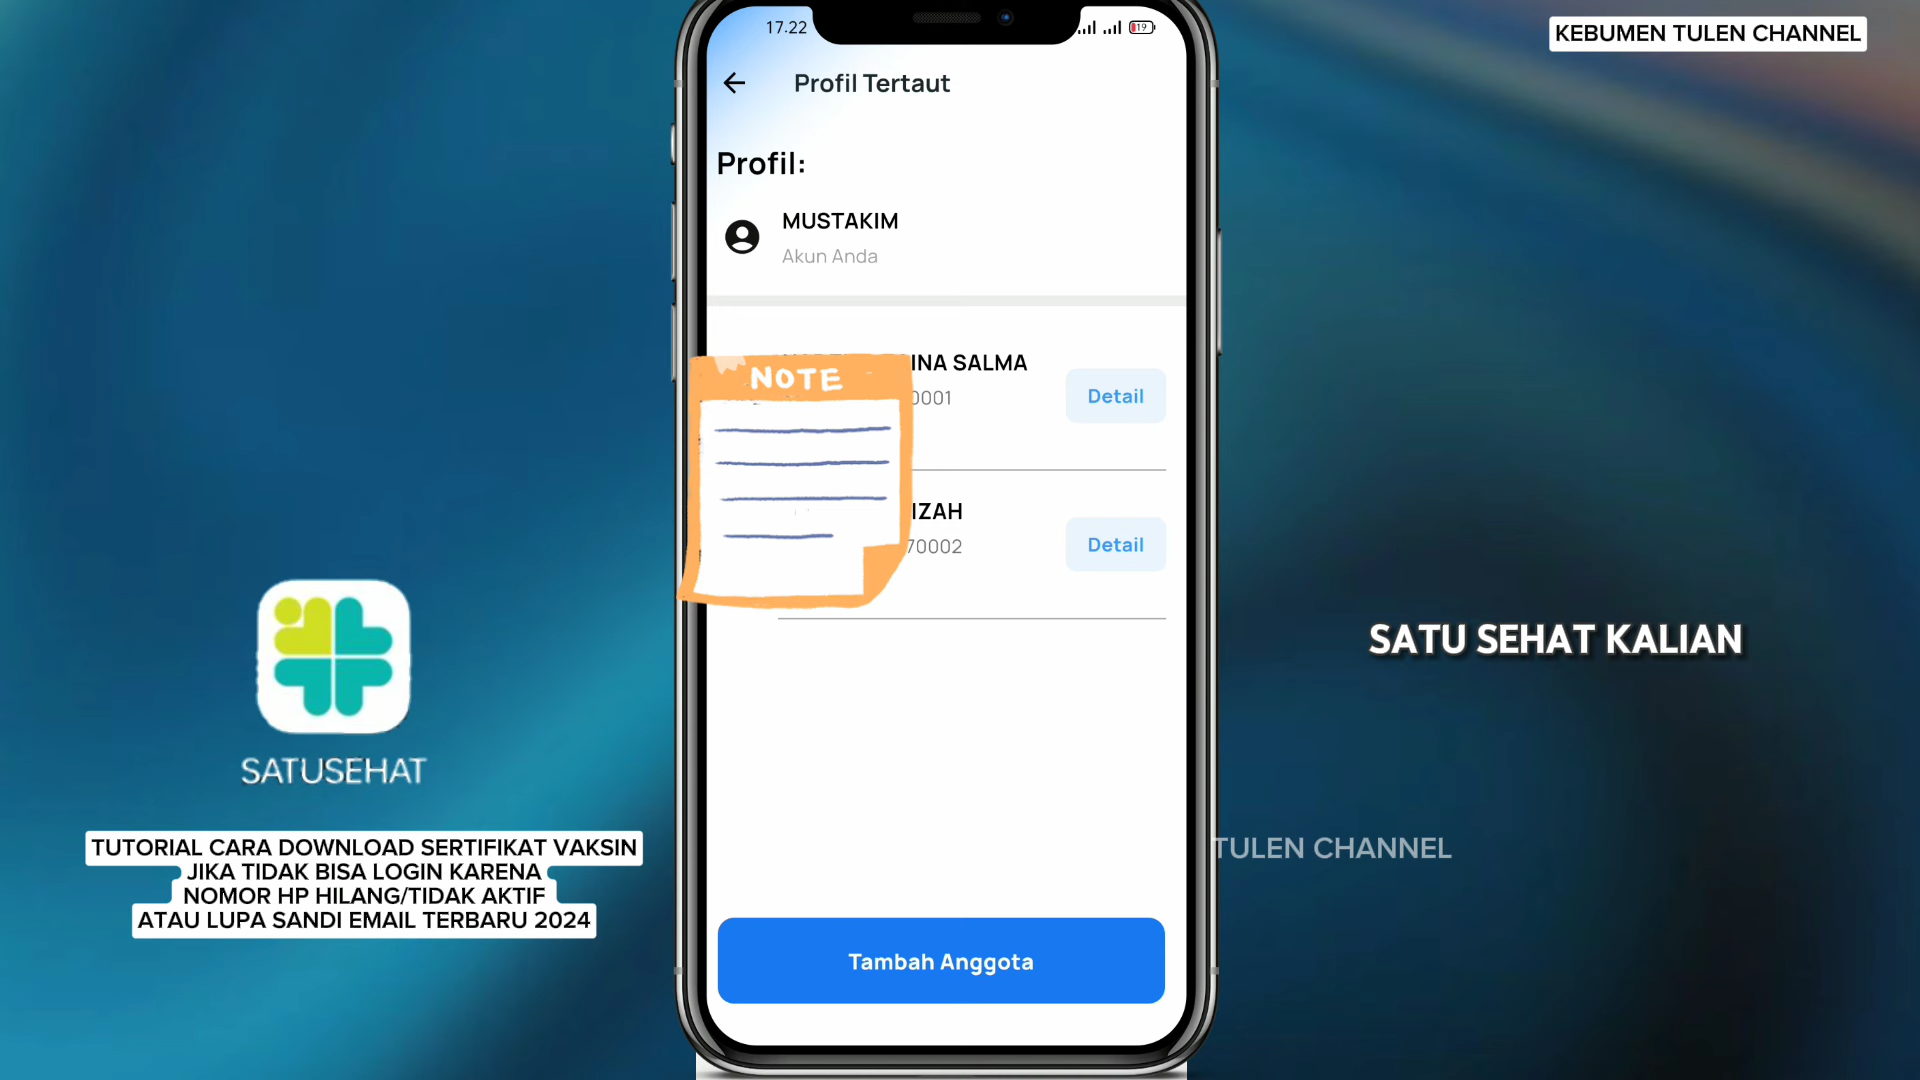 KEBUMEN TULEN CHANNEL
17.22
19
Profil Tertaut
Profil:
MUSTAKIM
Akun Anda
INA SALMA
0001
Detail
NOTE
IZAH
70002
Detail
SATU SEHAT KALIAN
SATUSEHAT
TUTORIAL CARA DOWNLOAD SERTIFIKAT VAKSIN
JIKA TIDAK BISA LOGIN KARENA
NOMOR HP HILANG/TIDAK AKTIF
ATAU LUPA SANDI EMAIL TERBARU 2024
TULEN CHANNEL
Tambah Anggota